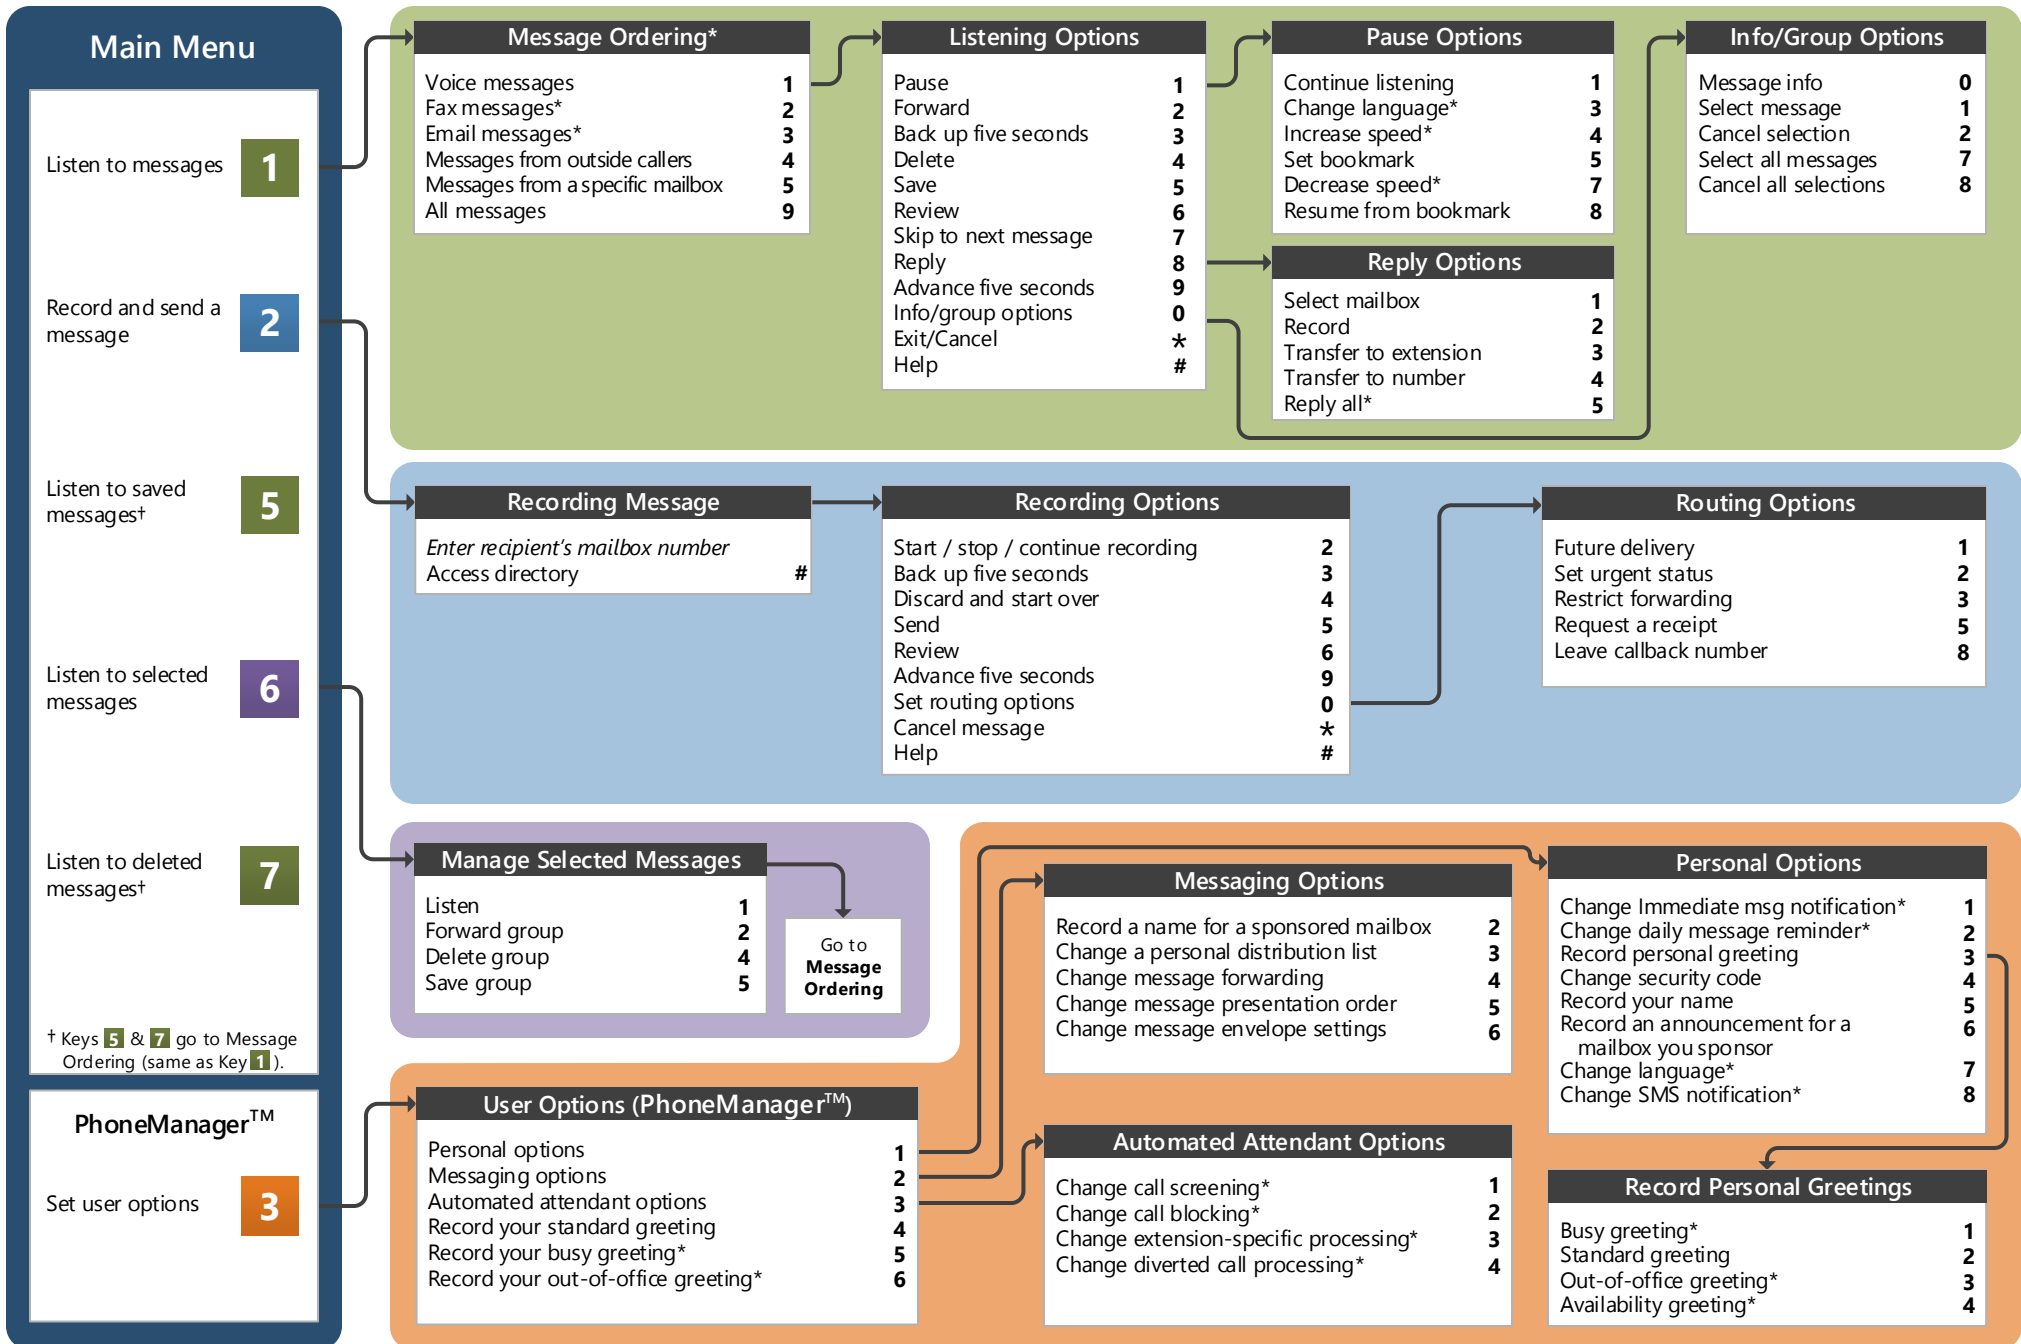 Main Menu
Listen to messages 1
Record and send a
message 2
Listen to saved
messages† 5
Listen to selected
messages 6
Listen to deleted
messages† 7
† Keys 5 & 7 go to Message
Ordering (same as Key 1 ).
PhoneManager™
Set user options 3
Message Ordering*
Voice messages 1
Fax messages* 2
Email messages* 3
Messages from outside callers 4
Messages from a specific mailbox 5
All messages 9
Listening Options
Pause 1
Forward 2
Back up five seconds 3
Delete 4
Save 5
Review 6
Skip to next message 7
Reply 8
Advance five seconds 9
Info/group options 0
Exit/Cancel *
Help #
Pause Options
Continue listening 1
Change language* 3
Increase speed* 4
Set bookmark 5
Decrease speed* 7
Resume from bookmark 8
Reply Options
Select mailbox 1
Record 2
Transfer to extension 3
Transfer to number 4
Reply all* 5
Info/Group Options
Message info 0
Select message 1
Cancel selection 2
Select all messages 7
Cancel all selections 8
Recording Message
Enter recipient's mailbox number
Access directory #
Recording Options
Start / stop / continue recording 2
Back up five seconds 3
Discard and start over 4
Send 5
Review 6
Advance five seconds 9
Set routing options 0
Cancel message *
Help #
Routing Options
Future delivery 1
Set urgent status 2
Restrict forwarding 3
Request a receipt 5
Leave callback number 8
Manage Selected Messages
Listen 1
Forward group 2
Delete group 4
Save group 5
Go to
Message
Ordering
User Options (PhoneManager™)
Personal options 1
Messaging options 2
Automated attendant options 3
Record your standard greeting 4
Record your busy greeting* 5
Record your out-of-office greeting* 6
Messaging Options
Record a name for a sponsored mailbox 2
Change a personal distribution list 3
Change message forwarding 4
Change message presentation order 5
Change message envelope settings 6
Automated Attendant Options
Change call screening* 1
Change call blocking* 2
Change extension-specific processing* 3
Change diverted call processing* 4
Personal Options
Change Immediate msg notification* 1
Change daily message reminder* 2
Record personal greeting 3
Change security code 4
Record your name 5
Record an announcement for a 6
mailbox you sponsor
Change language* 7
Change SMS notification* 8
Record Personal Greetings
Busy greeting* 1
Standard greeting 2
Out-of-office greeting* 3
Availability greeting* 4